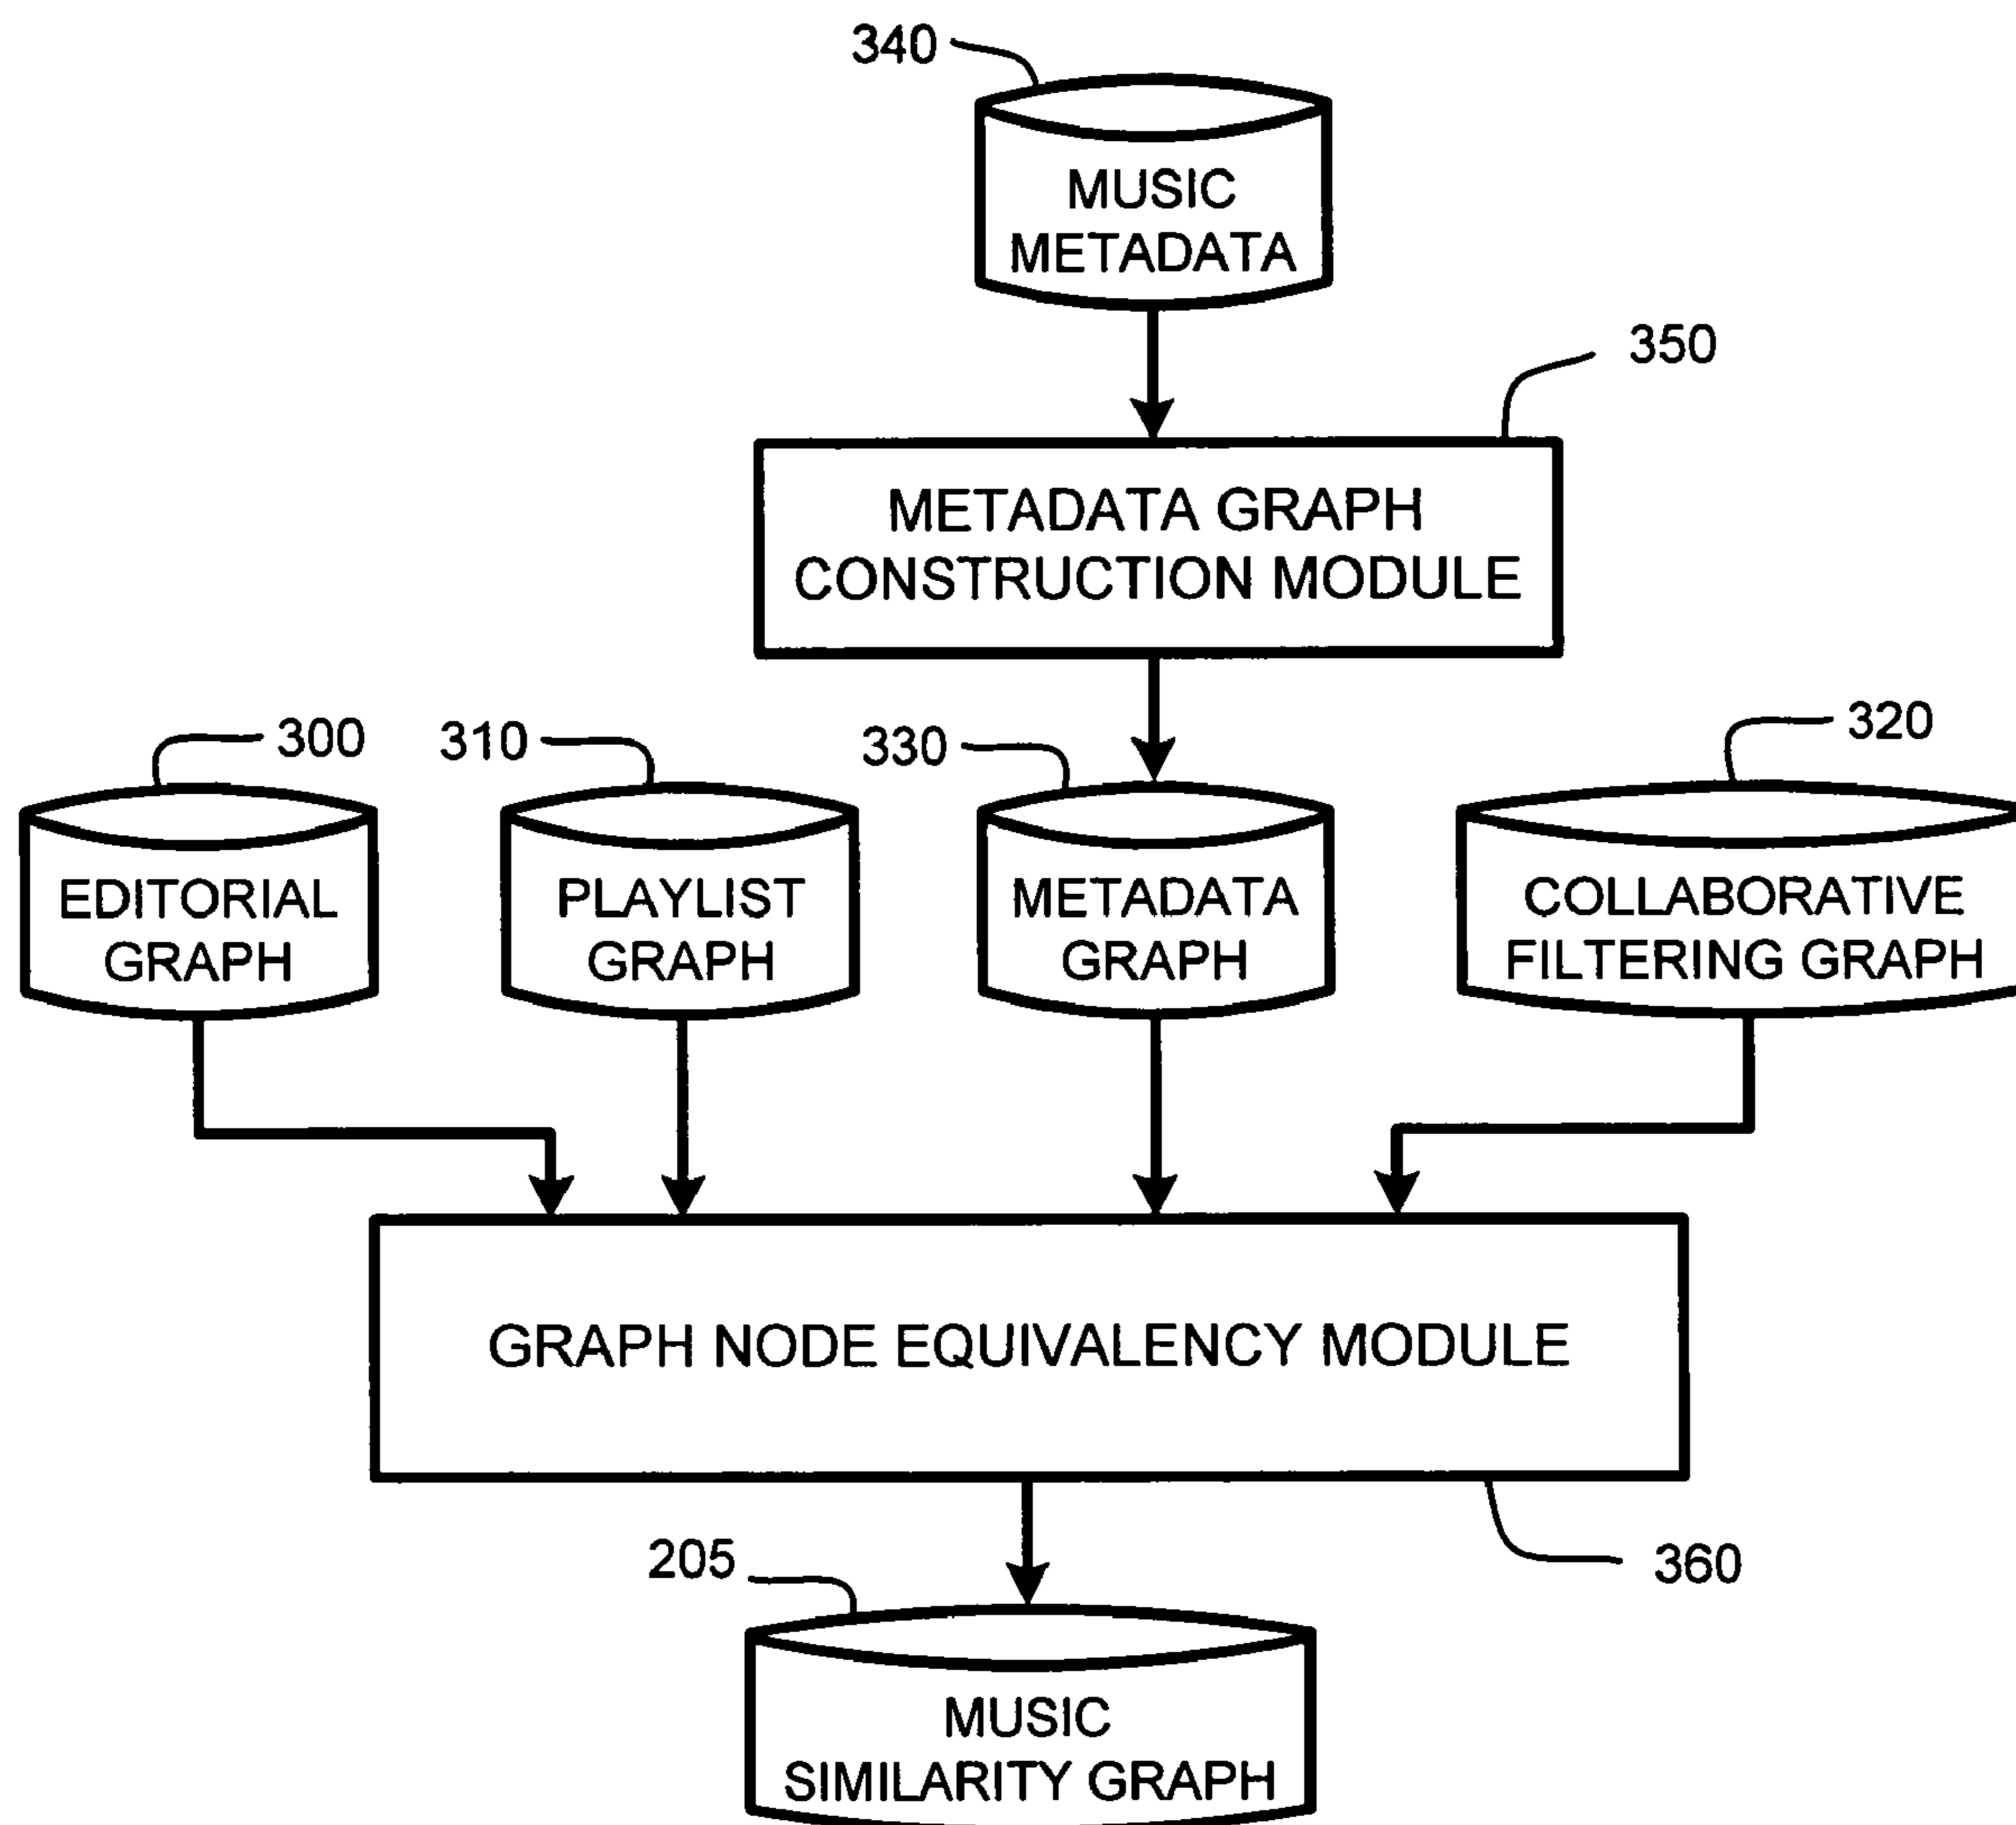 340
MUSIC
METADATA
350
METADATA GRAPH
CONSTRUCTION MODULE
300
310
330
320
EDITORIAL
GRAPH
PLAYLIST
GRAPH
METADATA
GRAPH
COLLABORATIVE
FILTERING GRAPH
GRAPH NODE EQUIVALENCY MODULE
205
360
MUSIC
SIMILARITY GRAPH